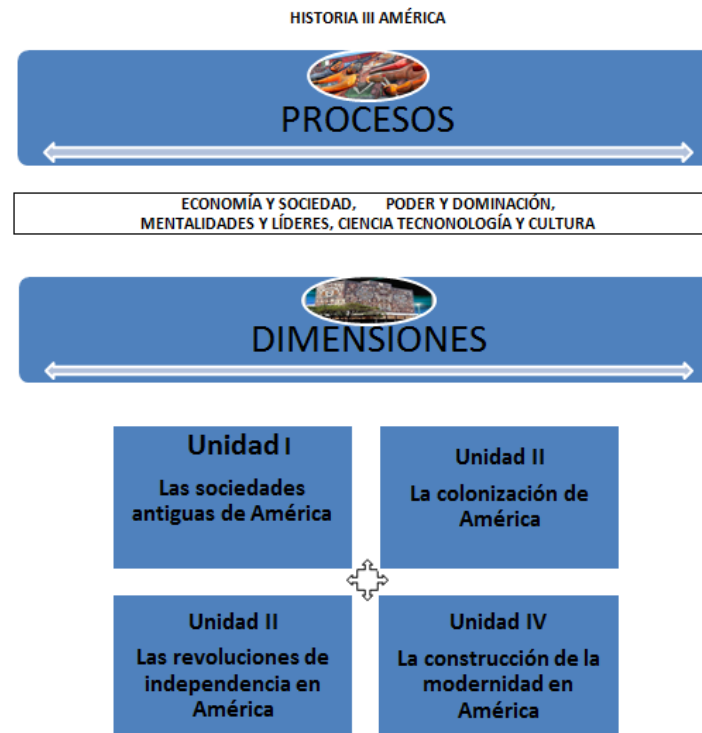 HISTORIA III AMÉRICA
PROCESOS
ECONOMÍA Y SOCIEDAD, PODER Y DOMINACIÓN,
MENTALIDADES Y LÍDERES, CIENCIA TECNONOLOGÍA Y CULTURA
DIMENSIONES
Unidad I
Las sociedades
antiguas de América
Unidad II
La colonización de
América
Unidad II
Las revoluciones de
independencia en
América
Unidad IV
La construcción de la
modernidad en
América